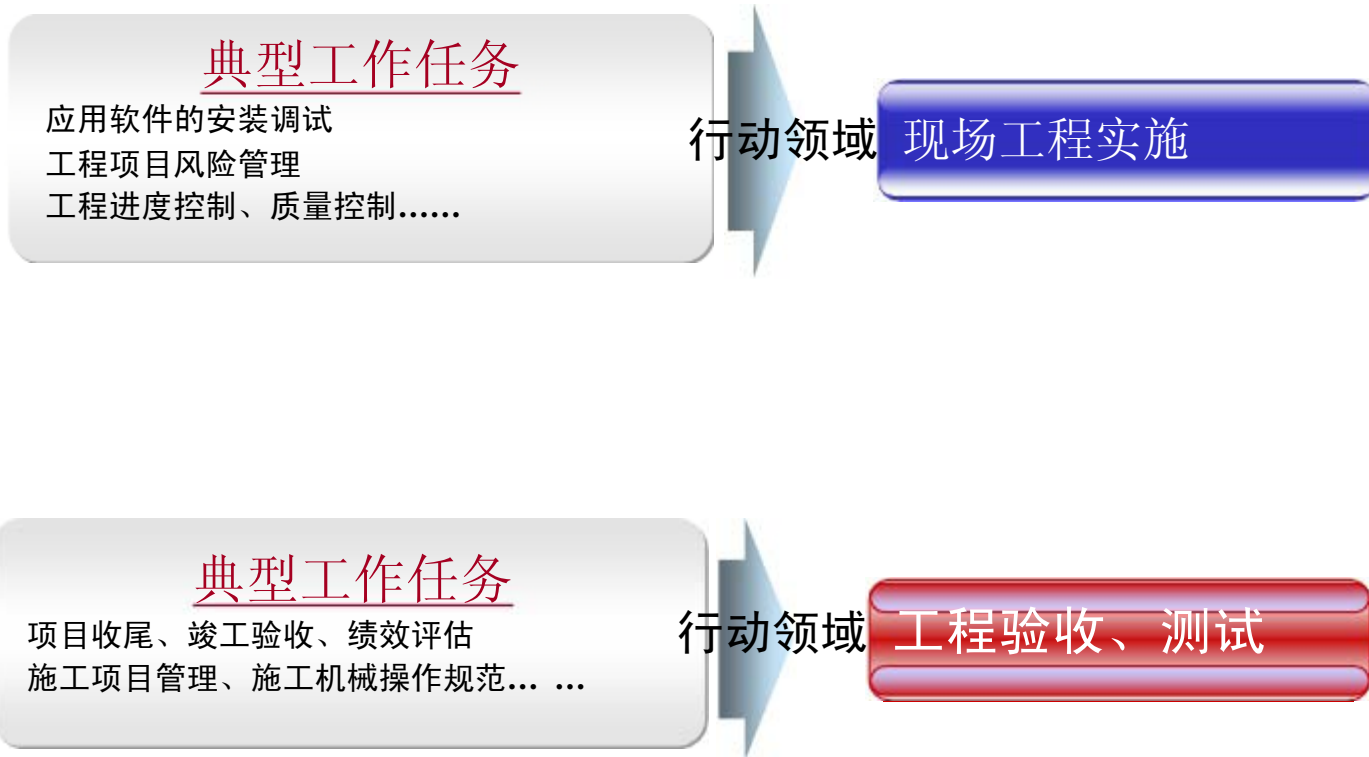 典型工作任务
应用软件的安装调试
工程项目风险管理
工程进度控制、质量控制……
行动领域
现场工程实施
典型工作任务
项目收尾、竣工验收、绩效评估
施工项目管理、施工机械操作规范... ...
行动领域
工程验收、测试